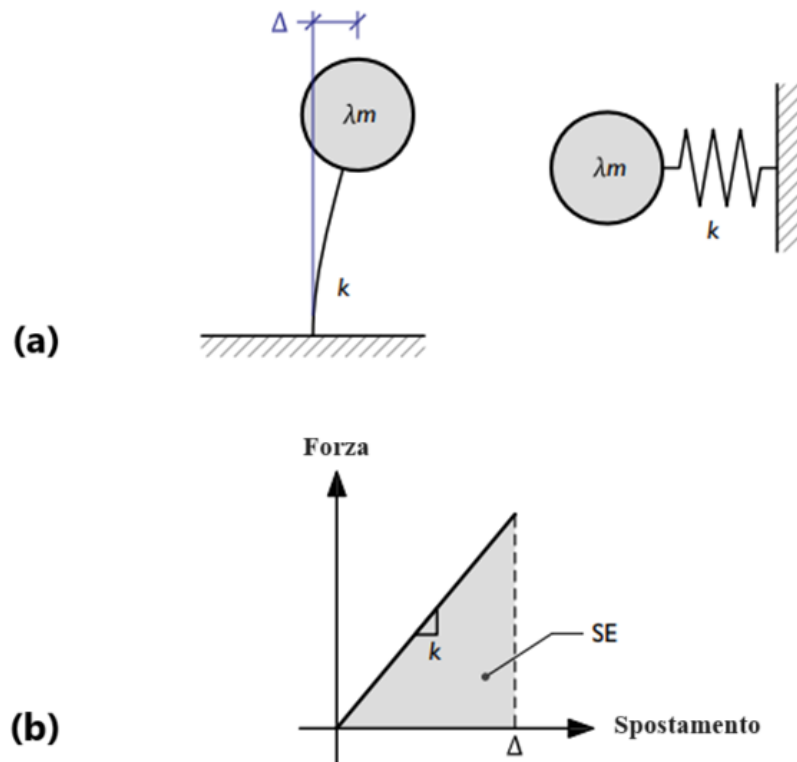 Δ
λm
λm
k
k
(a)
Forza
SE
k
(b)
Spostamento
Δ